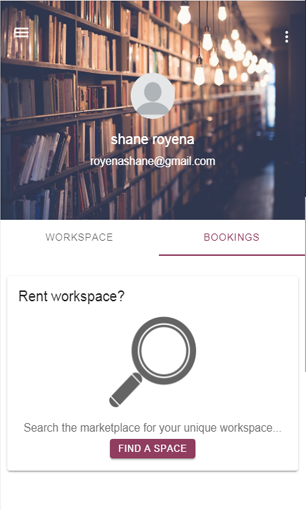 shane royena
royenashane@gmail.com
WORKSPACE BOOKINGS
Rent workspace?
Search the marketplace for your unique workspace...
FIND A SPACE